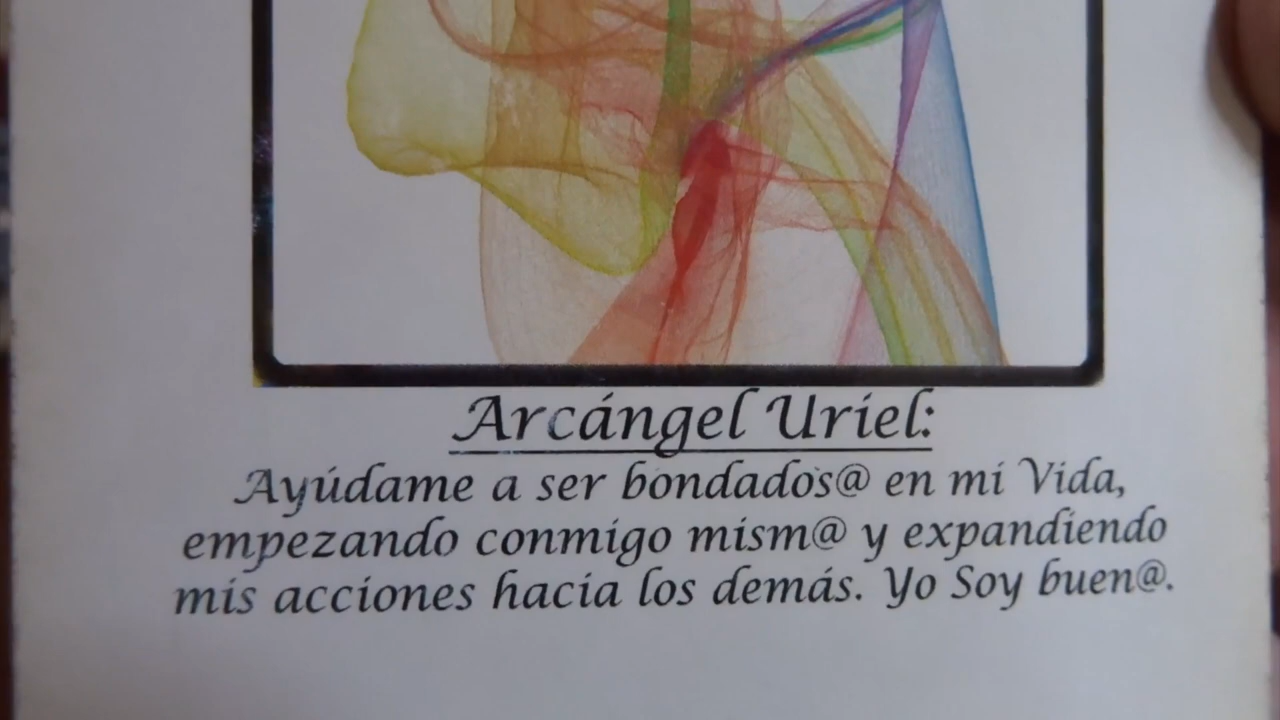 Arcángel Uriel:
Ayúdame a ser bondados@ en mi Vida,
empezando conmigo mism@ y expandiendo
mis acciones hacia los demás. Yo Soy buen@.